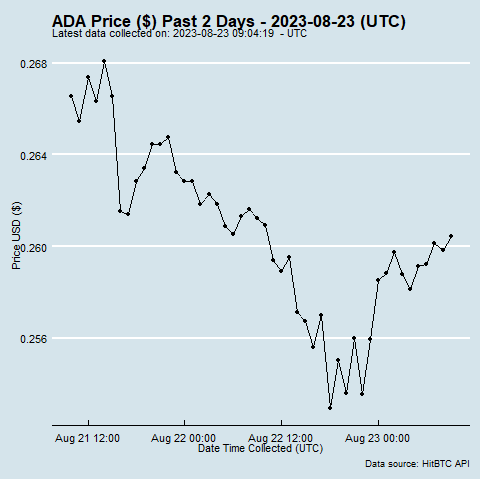 ADA Price ($) Past 2 Days - 2023-08-23 (UTC)
Latest data collected on: 2023-08-23 09:04:19  - UTC
0.268
0.264
0.260
0.256
Price USD ($)
Aug 21 12:00
Aug 22 00:00
Aug 22 12:00
Aug 23 00:00
Date Time Collected (UTC)
Data source: HitBTC API